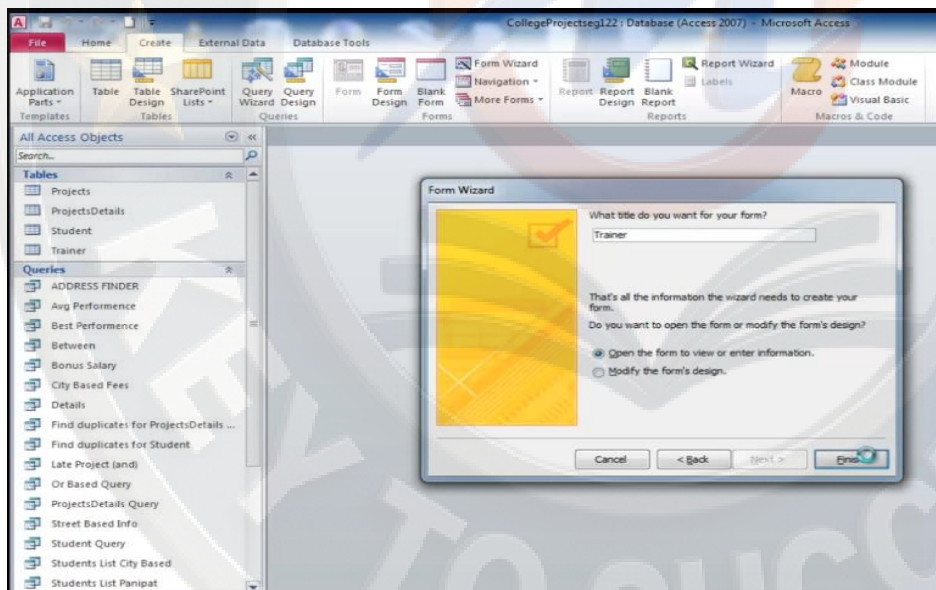 CollegeProjectseg122 : Database (Access 2007) - Microsoft Access
File Home Create External Data Database Tools
Application Parts
Table
Table Design
SharePoint Lists
Query Wizard
Query Design
Form
Form Design
Blank Form
Form Wizard
Navigation
More Forms
Report
Report Design
Blank Report
Report Wizard
Labels
Macro
Module
Class Module
Visual Basic
Templates Tables Queries Forms Reports Macros & Code
All Access Objects
Search...
Tables
Projects
ProjectsDetails
Student
Trainer
Queries
ADDRESS FINDER
Avg Performence
Best Performence
Between
Bonus Salary
City Based Fees
Details
Find duplicates for ProjectsDetails ...
Find duplicates for Student
Late Project (and)
Or Based Query
ProjectsDetails Query
Street Based Info
Student Query
Students List City Based
Students List Panipat
Form Wizard
What title do you want for your form?
Trainer
That's all the information the wizard needs to create your
form.
Do you want to open the form or modify the form's design?
Open the form to view or enter information.
Modify the form's design.
Cancel < Back Next >
KEY TO SUCC